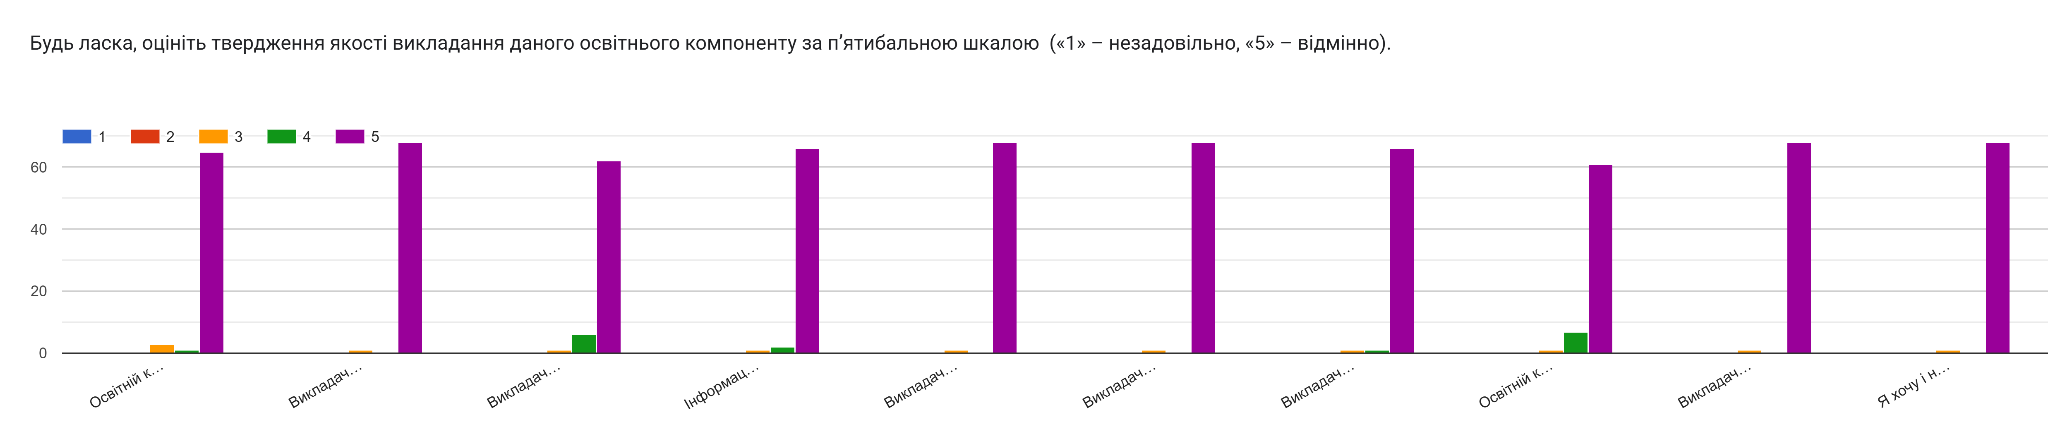 Будь ласка, оцініть твердження якості викладання даного освітнього компоненту за п’ятибальною шкалою  («1» – незадовільно, «5» – відмінно).
1 2 3 4 5
60
40
20
0
Освітній к… Викладач… Викладач… Інформац… Викладач… Викладач… Викладач… Освітній к… Викладач… Я хочу і н…